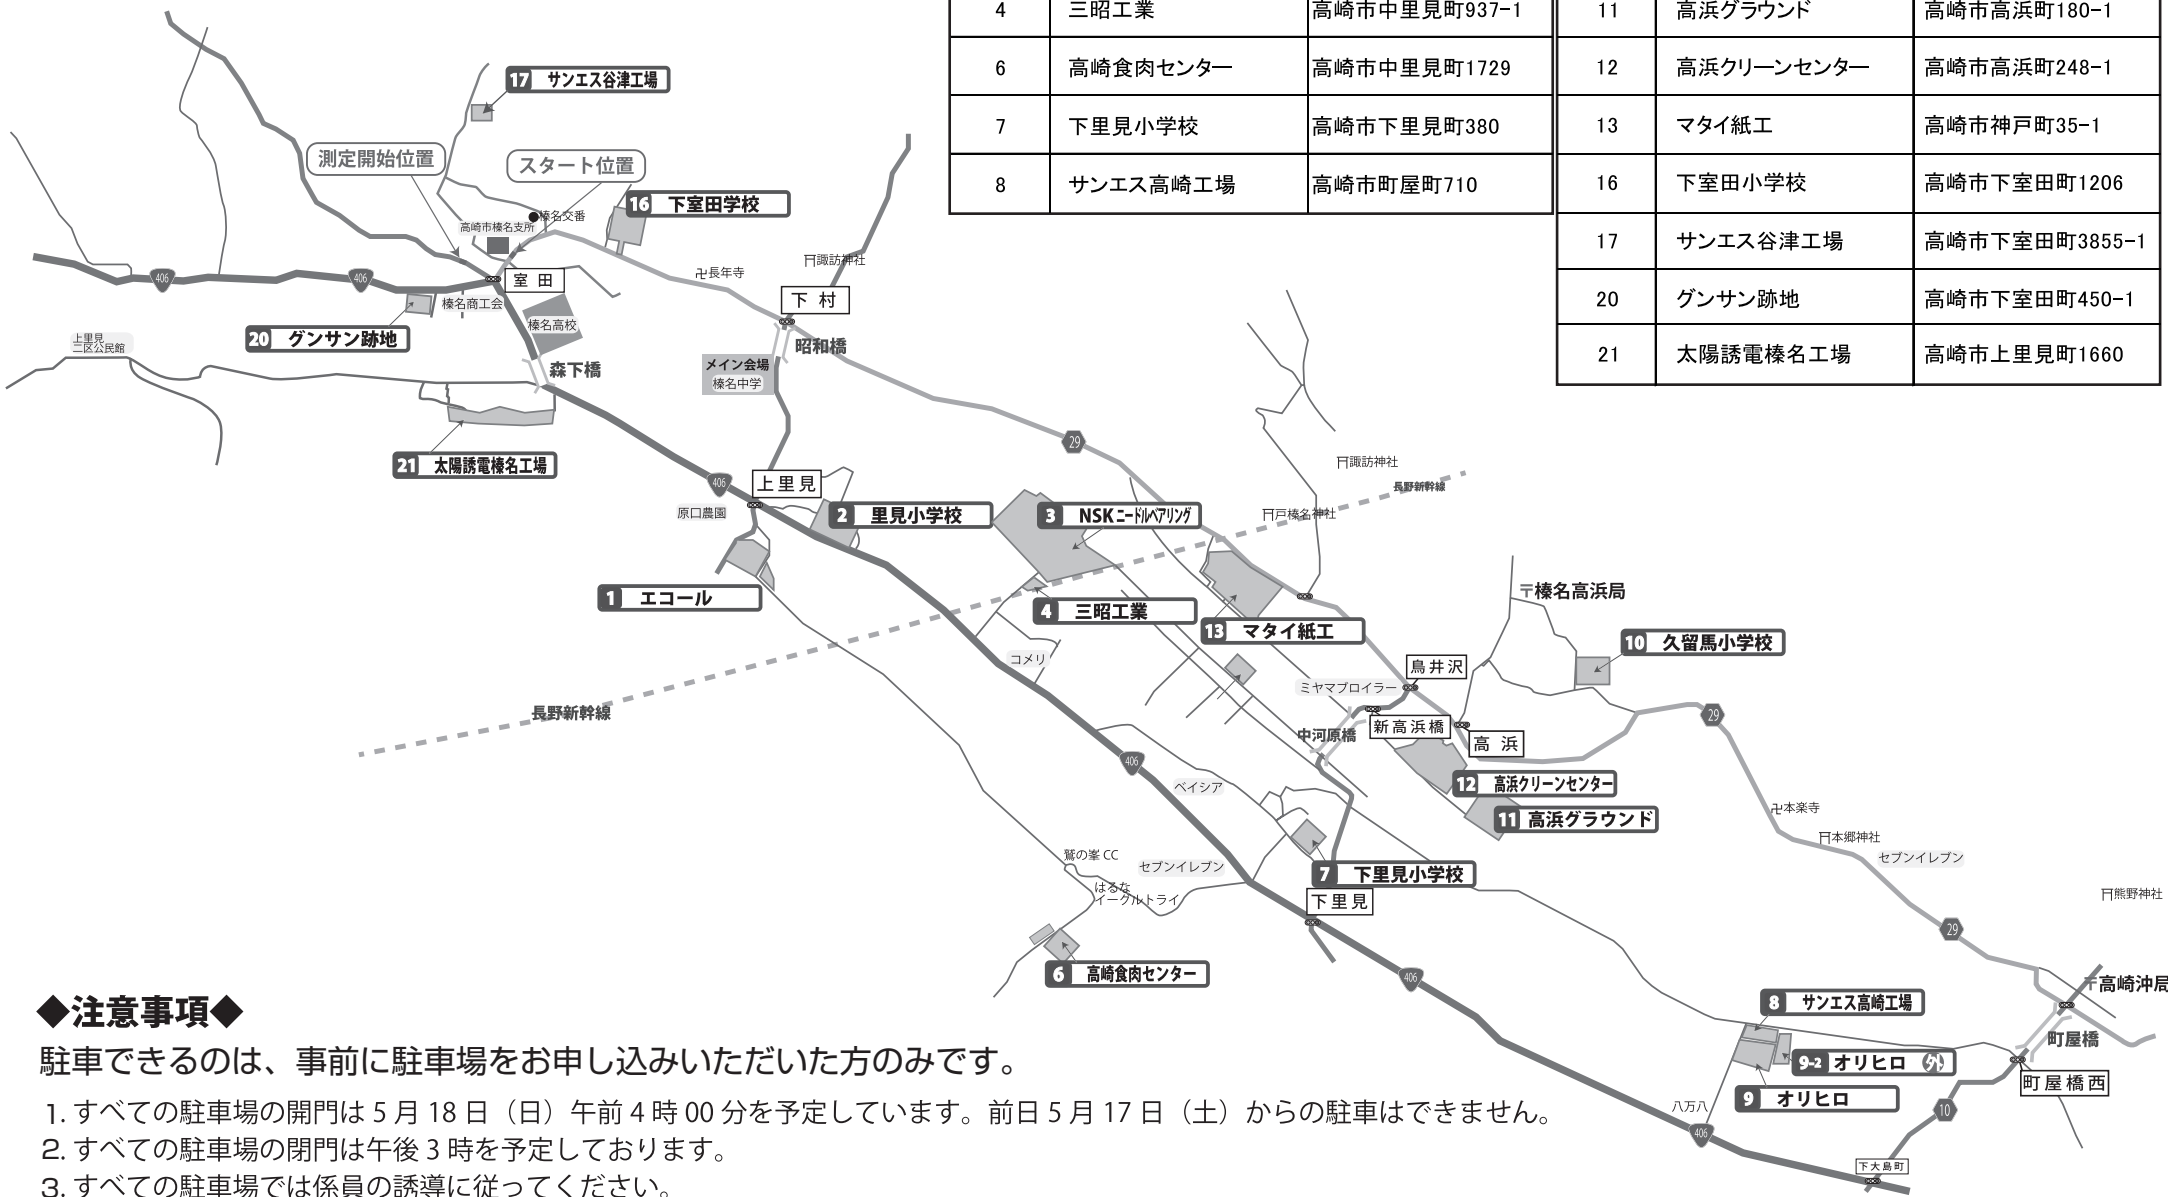 4 三昭工業 高崎市中里見町937-1
6 高崎食肉センター 高崎市中里見町1729
7 下里見小学校 高崎市下里見町380
8 サンエス高崎工場 高崎市町屋町710
11 高浜グラウンド 高崎市高浜町180-1
12 高浜クリーンセンター 高崎市高浜町248-1
13 マタイ紙工 高崎市神戸町35-1
16 下室田小学校 高崎市下室田町1206
17 サンエス谷津工場 高崎市下室田町3855-1
20 グンサン跡地 高崎市下室田町450-1
21 太陽誘電榛名工場 高崎市上里見町1660
17 サンエス谷津工場
測定開始位置
スタート位置
16 下室田学校
榛名交番
高崎市榛名支所
卍長年寺
諏訪神社
406
406
室田
下村
榛名商工会
榛名高校
20 グンサン跡地
上里見
二区公民館
昭和橋
メイン会場
榛名中学
森下橋
21 太陽誘電榛名工場
29
諏訪神社
長野新幹線
406
上里見
原口農園
2 里見小学校
3 NSKニードルベアリング
戸榛名神社
1 エコール
4 三昭工業
13 マタイ紙工
〒榛名高浜局
10 久留馬小学校
コメリ
鳥井沢
ミヤマブロイラー
長野新幹線
中河原橋
新高浜橋
高浜
29
406
ベイシア
12 高浜クリーンセンター
11 高浜グラウンド
卍本楽寺
本郷神社
セブンイレブン
鷲の峯CC
セブンイレブン
はるな
イーグルトライ
7 下里見小学校
下里見
熊野神社
29
6 高崎食肉センター
406
〒高崎沖局
8 サンエス高崎工場
町屋橋
9-2 オリヒロ 外
町屋橋西
9 オリヒロ
八万八
10
406
下大島町
◆注意事項◆
駐車できるのは、事前に駐車場をお申し込みいただいた方のみです。
1. すべての駐車場の開門は5月18日（日）午前4時00分を予定しています。前日5月17日（土）からの駐車はできません。
2. すべての駐車場の閉門は午後3時を予定しております。
3. すべての駐車場では係員の誘導に従ってください。